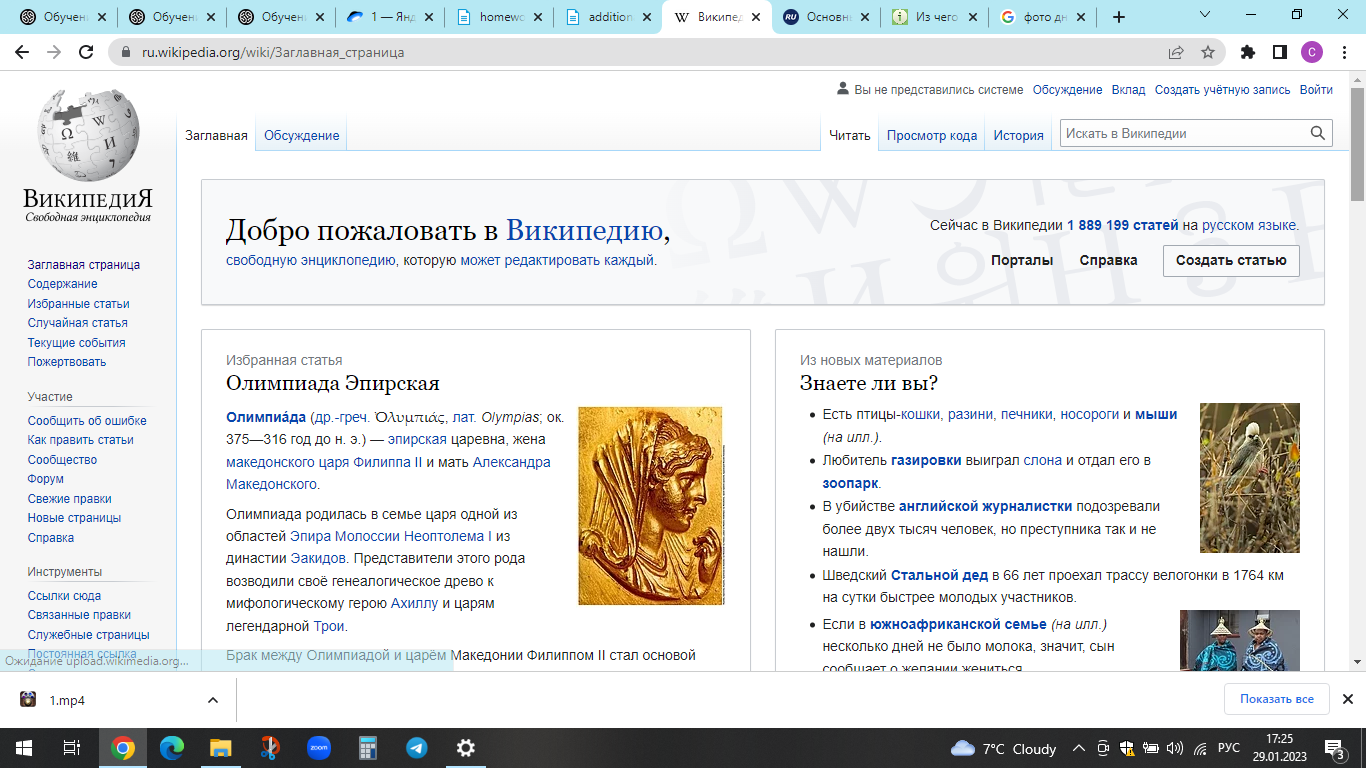 Обучени
Обучени
Обучени
1 — Янд
homewo
addition
Википед
Основн
Из чего
фото дн
ru.wikipedia.org/wiki/Заглавная_страница
С
Вы не представились системе Обсуждение Вклад Создать учётную запись Войти
Заглавная Обсуждение Читать Просмотр кода История Искать в Википедии
ВикипедиЯ
Свободная энциклопедия
Заглавная страница
Содержание
Избранные статьи
Случайная статья
Текущие события
Пожертвовать
Участие
Сообщить об ошибке
Как править статьи
Сообщество
Форум
Свежие правки
Новые страницы
Справка
Инструменты
Ссылки сюда
Связанные правки
Служебные страницы
Постоянная ссылка
Ожидание upload.wikimedia.org...
Добро пожаловать в Википедию,
свободную энциклопедию, которую может редактировать каждый.
Сейчас в Википедии 1 889 199 статей на русском языке.
Порталы Справка Создать статью
Избранная статья
Олимпиада Эпирская
Олимпиа́да (др.-греч. Ὀλυμπιάς, лат. Olympias; ок.
375—316 год до н. э.) — эпирская царевна, жена
македонского царя Филиппа II и мать Александра
Македонского.
Олимпиада родилась в семье царя одной из
областей Эпира Молоссии Неоптолема I из
династии Эакидов. Представители этого рода
возводили своё генеалогическое древо к
мифологическому герою Ахиллу и царям
легендарной Трои.
Брак между Олимпиадой и царём Македонии Филиппом II стал основой
Из новых материалов
Знаете ли вы?
Есть птицы-кошки, разини, печники, носороги и мыши
(на илл.).
Любитель газировки выиграл слона и отдал его в
зоопарк.
В убийстве английской журналистки подозревали
более двух тысяч человек, но преступника так и не
нашли.
Шведский Стальной дед в 66 лет проехал трассу велогонки в 1764 км
на сутки быстрее молодых участников.
Если в южноафриканской семье (на илл.)
несколько дней не было молока, значит, сын
сообщает о желании жениться
1.mp4
Показать все
zoom
7°C Cloudy
РУС
17:25
29.01.2023
3